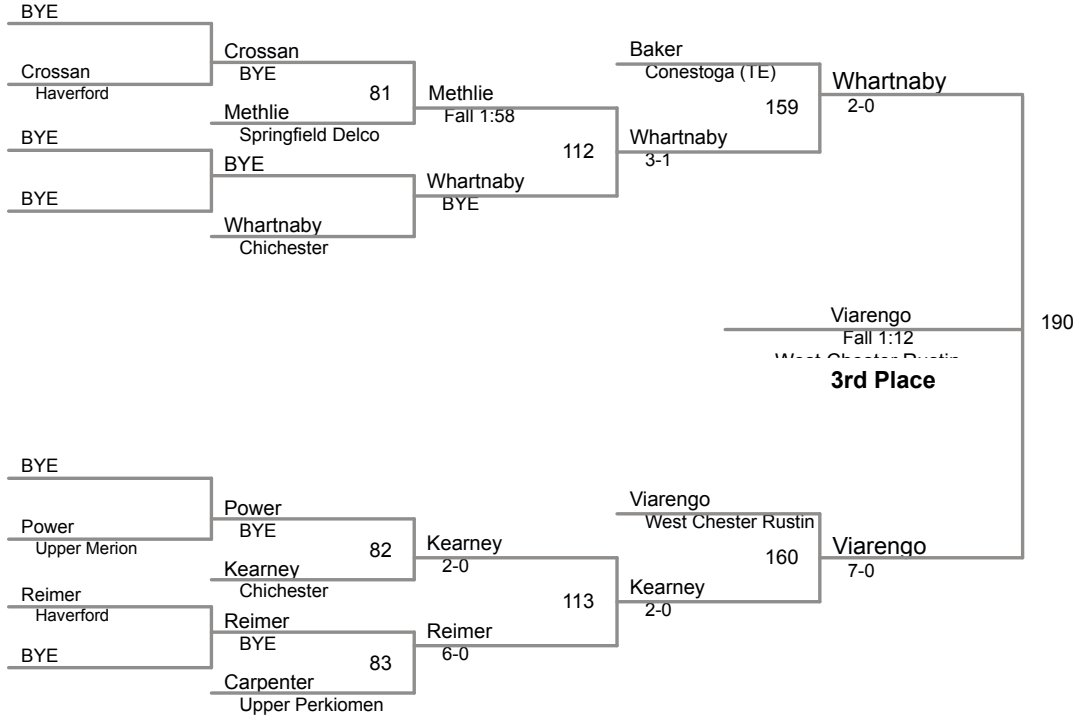 BYE
Crossan
Haverford
BYE
BYE
Crossan
BYE
81
Methlie
Springfield Delco
BYE
Whartnaby
Chichester
Methlie
Fall 1:58
112
Whartnaby
BYE
Baker
Conestoga (TE)
159
Whartnaby
3-1
Whartnaby
2-0
Viarengo
Fall 1:12
West Chester Rustin
3rd Place
190
BYE
Power
Upper Merion
Reimer
Haverford
BYE
Power
BYE
82
Kearney
Chichester
Reimer
BYE
83
Carpenter
Upper Perkiomen
Kearney
2-0
113
Reimer
6-0
Viarengo
West Chester Rustin
160
Kearney
2-0
Viarengo
7-0